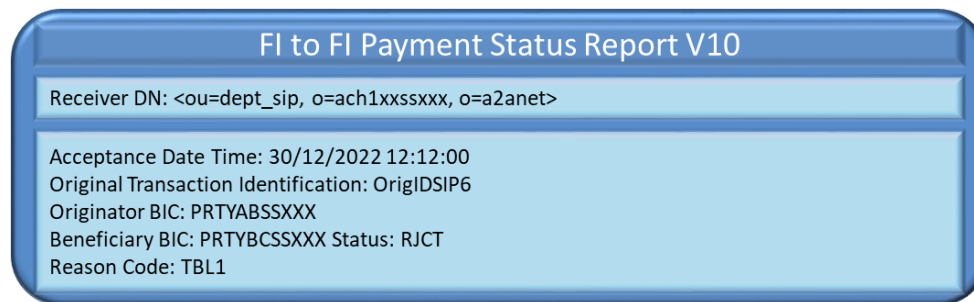 FI to FI Payment Status Report V10
Receiver DN: <ou=dept_sip, o=ach1xxssxxx, o=a2anet>
Acceptance Date Time: 30/12/2022 12:12:00
Original Transaction Identification: OrigIDSIP6
Originator BIC: PRTYABSSXXX
Beneficiary BIC: PRTYBCSSXXX Status: RJCT
Reason Code: TBL1